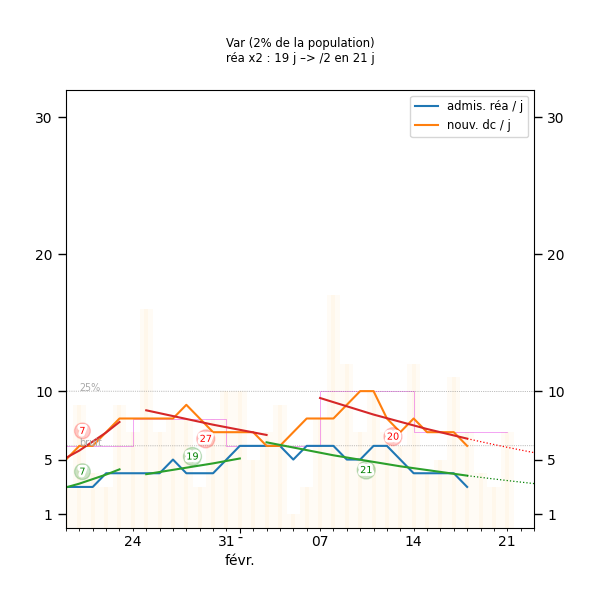 Var (2% de la population)
réa x2 : 19 j –> /2 en 21 j
admis. réa / j
nouv. dc / j
30 30
20 20
25%
10 10
7
27
20
19
7
21
5 5
1 1
24 31 07 14 21
févr.